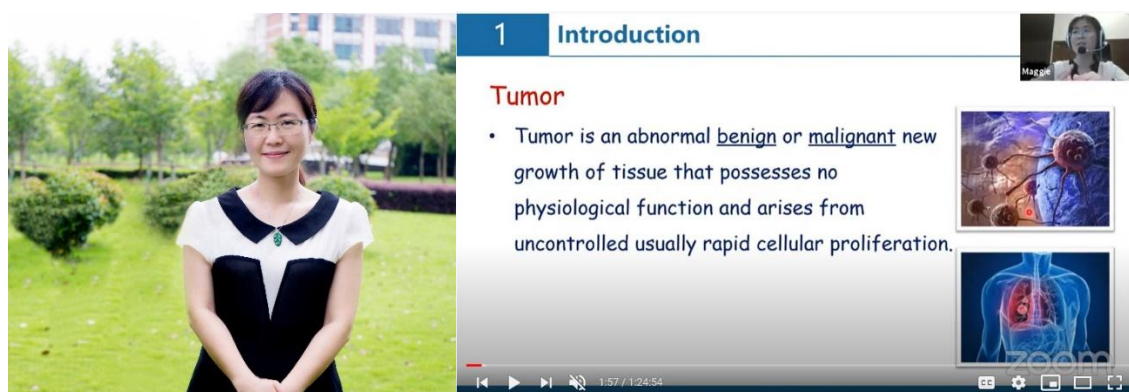 1 Introduction
Maggie
Tumor
• Tumor is an abnormal benign or malignant new
growth of tissue that possesses no
physiological function and arises from
uncontrolled usually rapid cellular proliferation.
zoom
1:57 / 1:24:54
CC